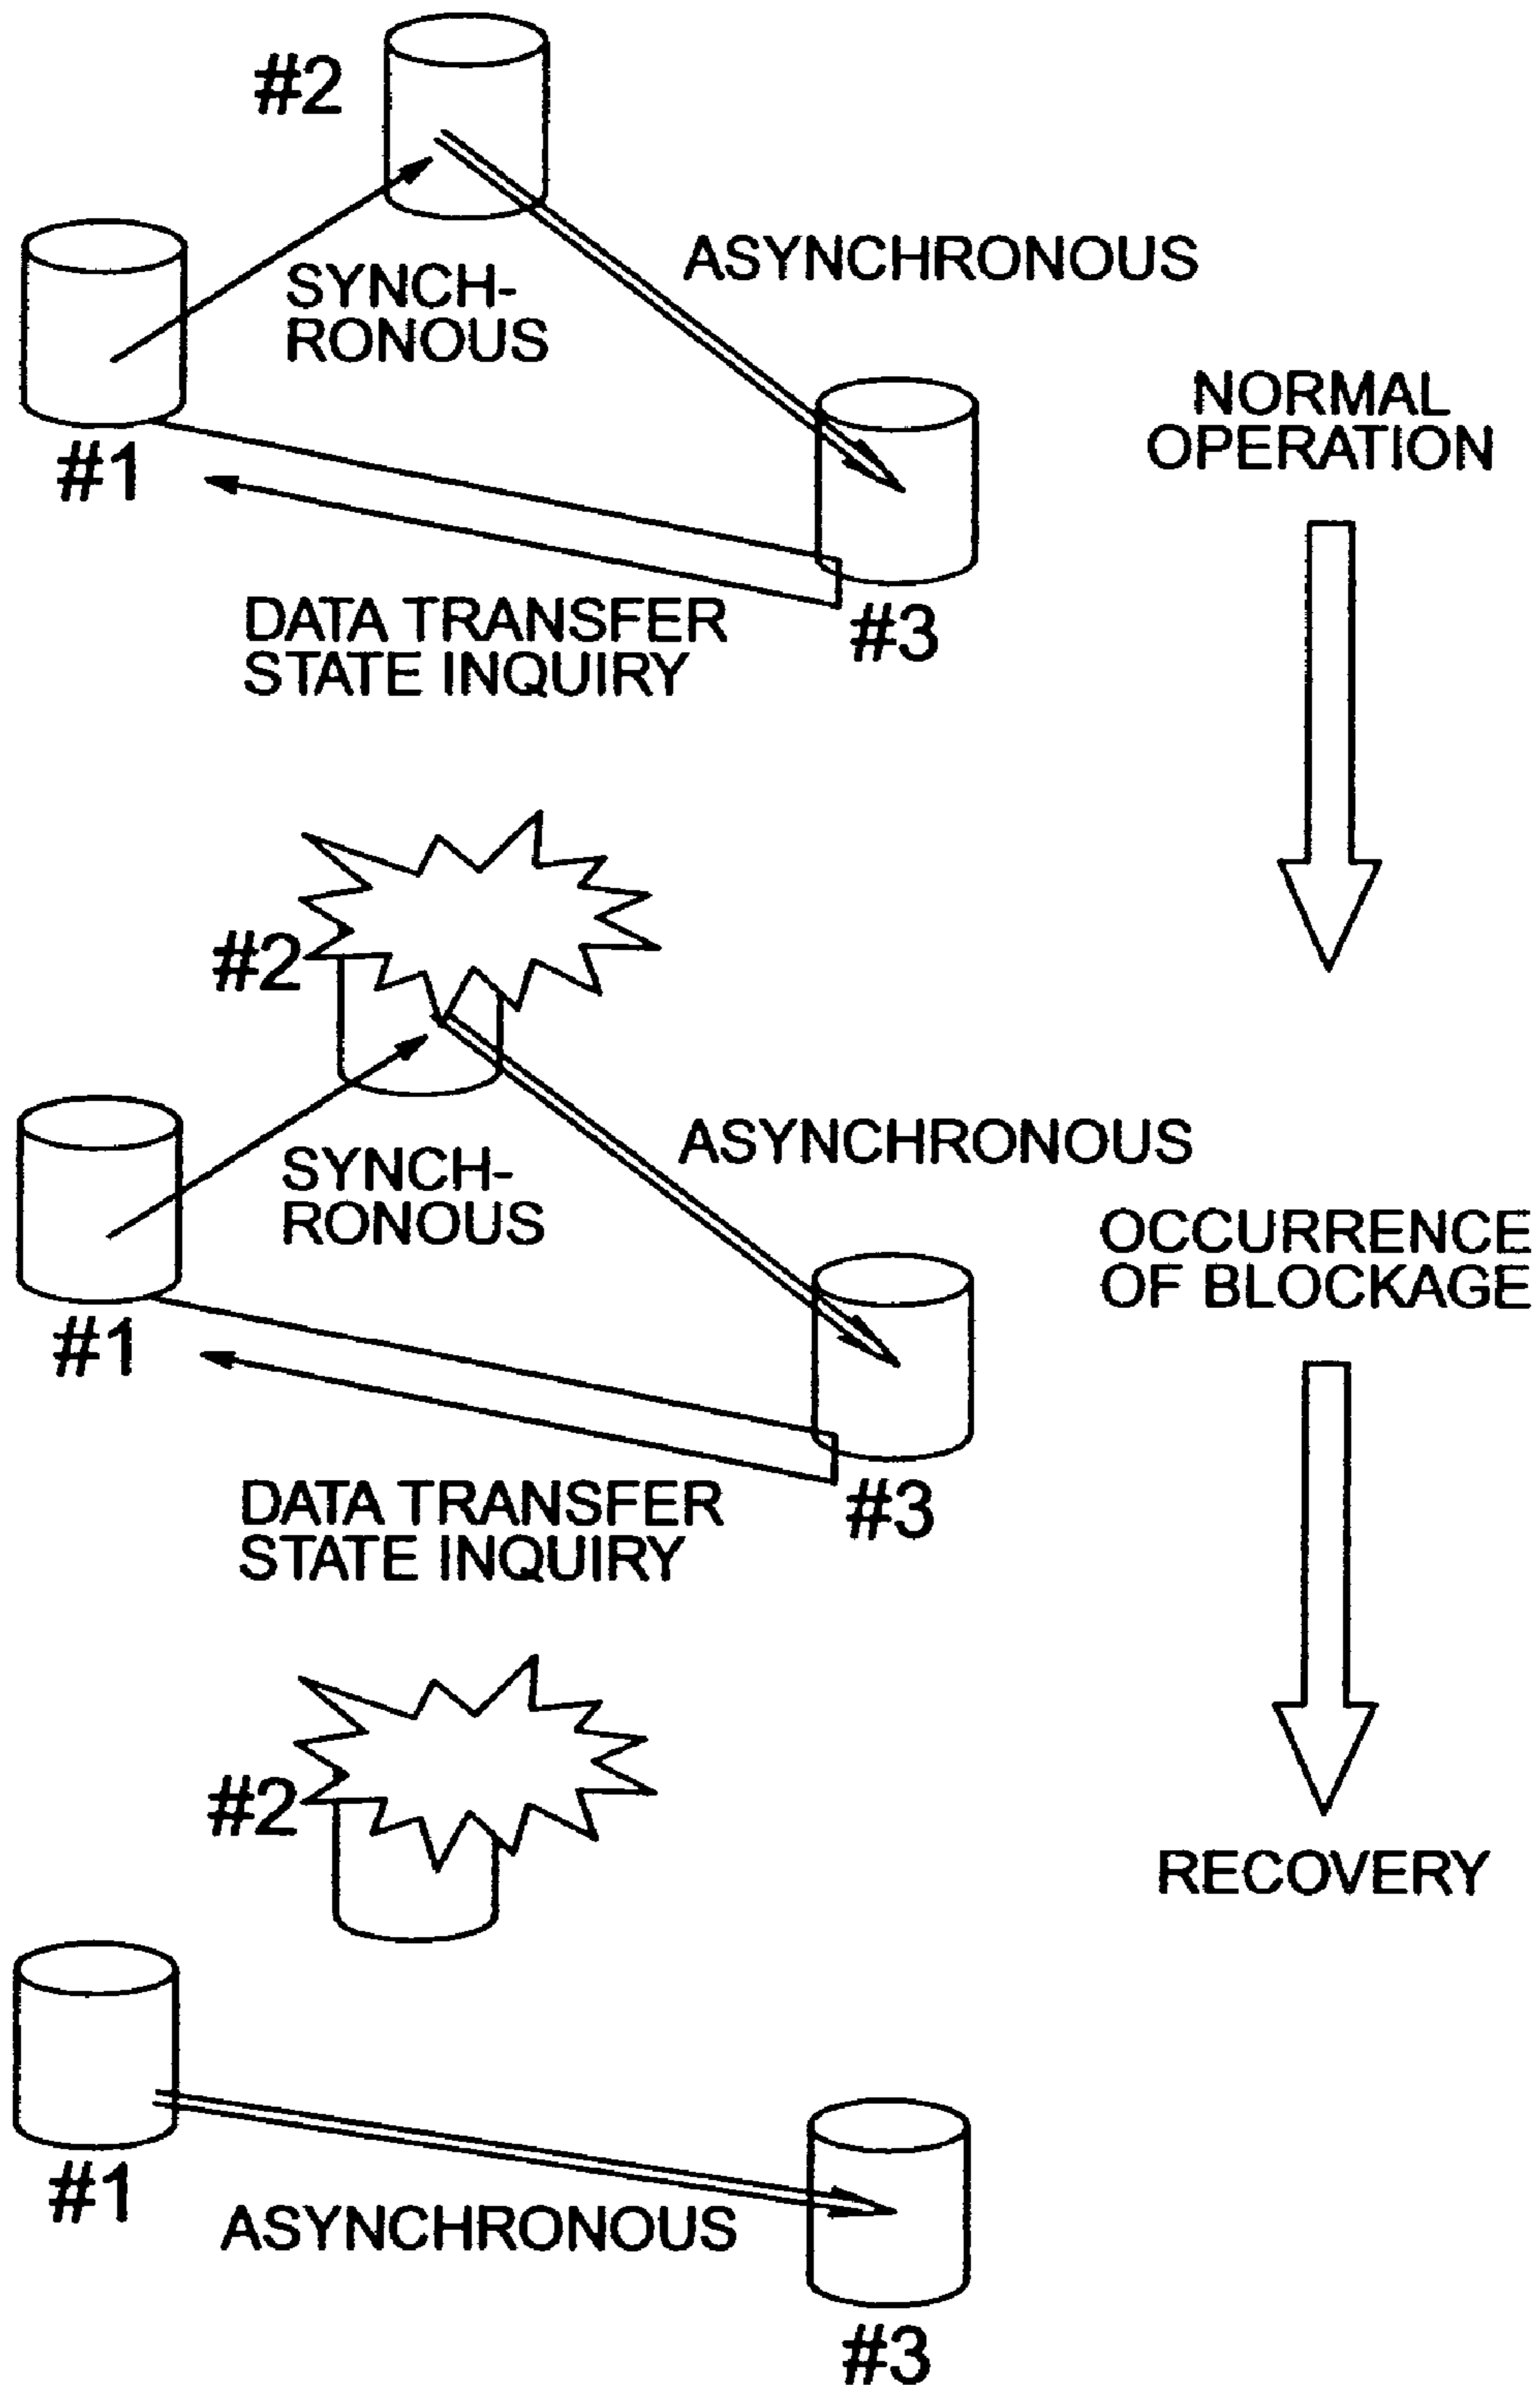 #2
ASYNCHRONOUS
SYNCH-
RONOUS
NORMAL
OPERATION
#1
DATA TRANSFER
STATE INQUIRY
#3
#2
ASYNCHRONOUS
SYNCH-
RONOUS
OCCURRENCE
OF BLOCKAGE
#1
DATA TRANSFER
STATE INQUIRY
#3
#2
RECOVERY
#1
ASYNCHRONOUS
#3